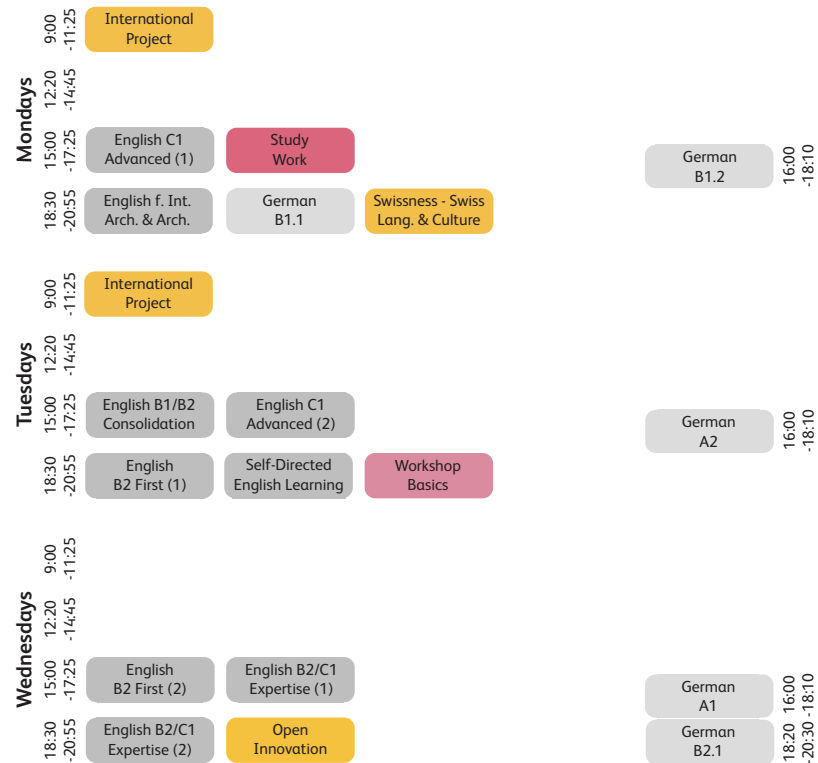 Mondays
9:00
-11:25
International
Project
12:20
-14:45
15:00
-17:25
English C1
Advanced (1)
Study
Work
German
B1.2
16:00
-18:10
18:30
-20:55
English f. Int.
Arch. & Arch.
German
B1.1
Swissness - Swiss
Lang. & Culture
Tuesdays
9:00
-11:25
International
Project
12:20
-14:45
15:00
-17:25
English B1/B2
Consolidation
English C1
Advanced (2)
German
A2
16:00
-18:10
18:30
-20:55
English
B2 First (1)
Self-Directed
English Learning
Workshop
Basics
Wednesdays
9:00
-11:25
12:20
-14:45
15:00
-17:25
English
B2 First (2)
English B2/C1
Expertise (1)
German
A1
16:00
-18:10
18:30
-20:55
English B2/C1
Expertise (2)
Open
Innovation
German
B2.1
18:20
-20:30